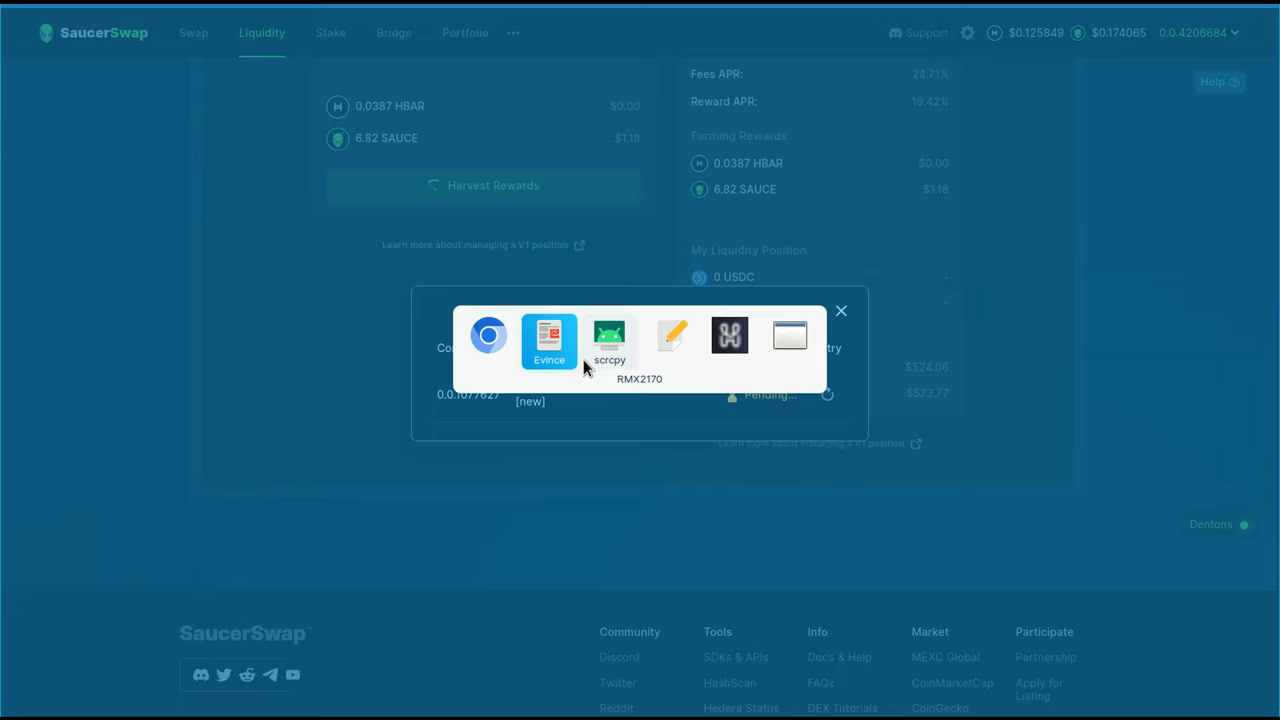 SaucerSwap Swap Liquidity Stake Bridge Portfolio ••• Support $0.125849 $0.174065 0.0.4206684
Help
Fees APR: 24.71%
0.0387 HBAR $0.00
Reward APR: 19.42%
6.82 SAUCE $1.18
Farming Rewards
0.0387 HBAR $0.00
Harvest Rewards
6.82 SAUCE $1.18
Learn more about managing a V1 position
My Liquidity Position
0 USDC -
-
Evince scrcpy
RMX2170
$524.06
0.0.1077627 Pending... $523.77
[new]
Learn more about managing a V1 position
Dentons
SaucerSwap™
Community Tools Info Market Participate
Discord SDKs & APIs Docs & Help MEXC Global Partnership
Twitter HashScan FAQs CoinMarketCap Apply for
Listing
Reddit Hedera Status DEX Tutorials CoinGecko